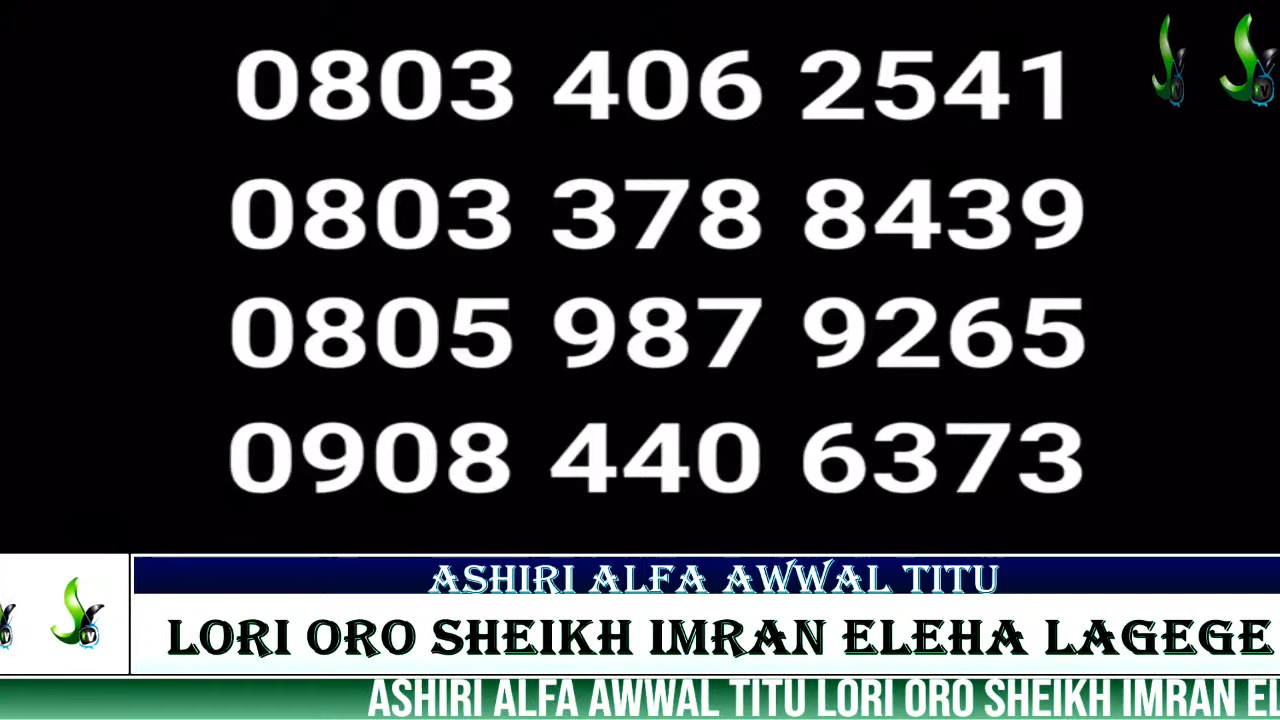 0803 406 2541
0803 378 8439
0805 987 9265
0908 440 6373
ASHIRI ALFA AWWAL TITU
LORI ORO SHEIKH IMRAN ELEHA LAGEGE
ASHIRI ALFA AWWAL TITU LORI ORO SHEIKH IMRAN EL